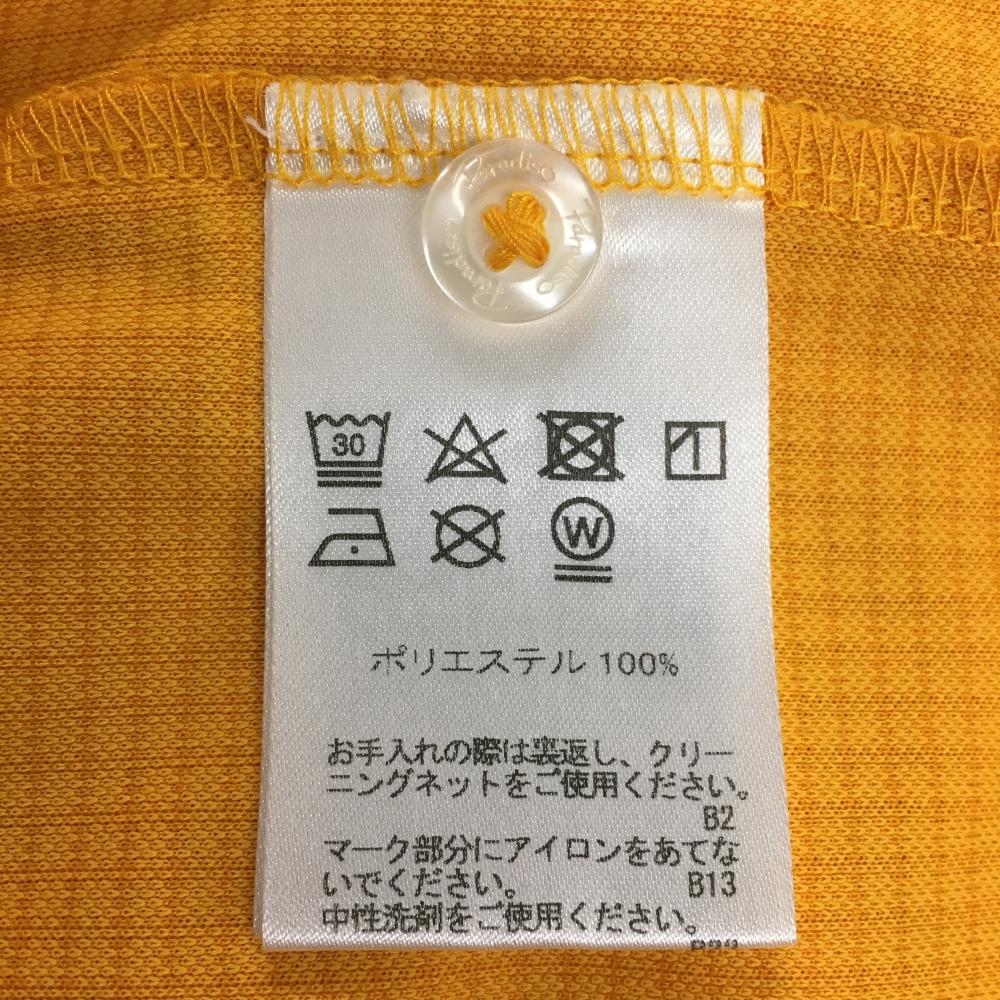 Paradiso
Paradiso
Paradiso
30
W
ポリエステル 100%
お手入れの際は裏返し、クリー
ニングネットをご使用ください。
B2
マーク部分にアイロンをあてな
いでください。 B13
中性洗剤をご使用ください。